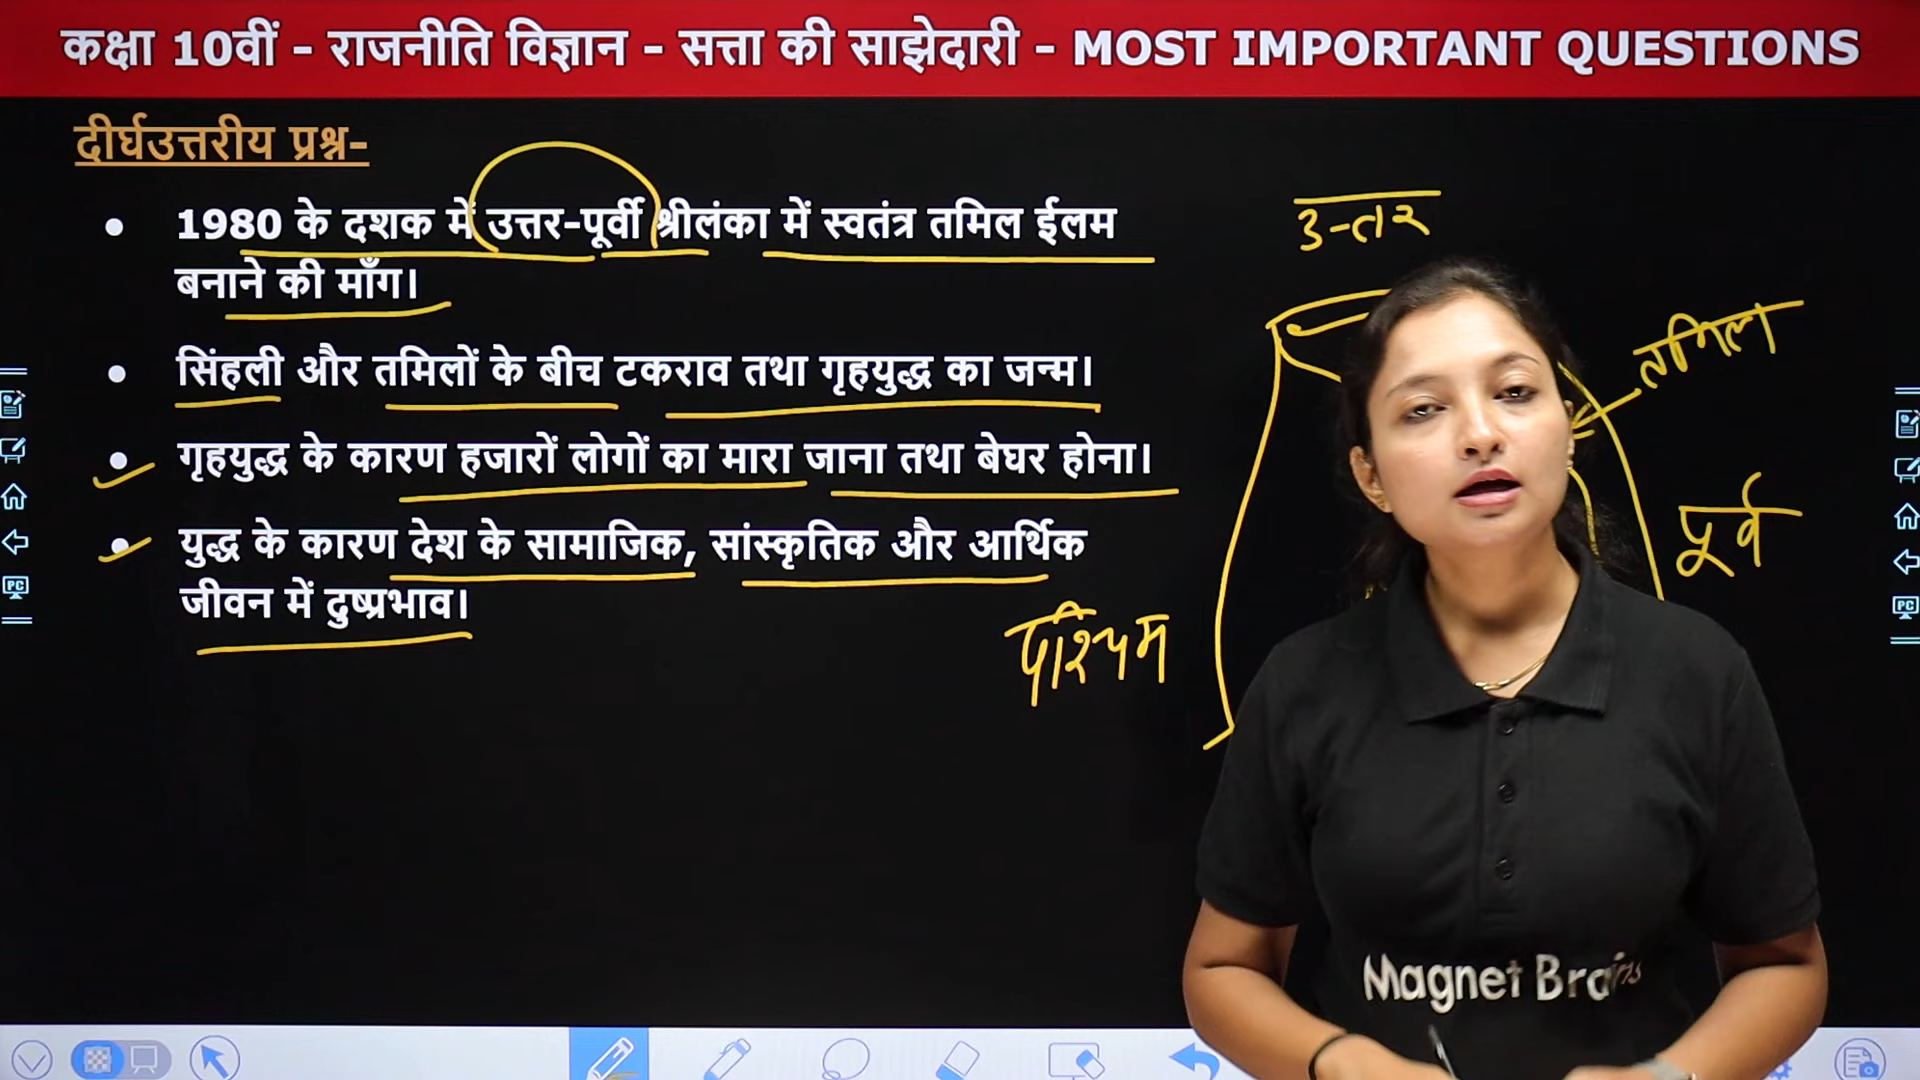 कक्षा 10वीं - राजनीति विज्ञान - सत्ता की साझेदारी - MOST IMPORTANT QUESTIONS
दीर्घउत्तरीय प्रश्न-
• 1980 के दशक में उत्तर-पूर्वी श्रीलंका में स्वतंत्र तमिल ईलम
बनाने की माँग।
• सिंहली और तमिलों के बीच टकराव तथा गृहयुद्ध का जन्म।
• गृहयुद्ध के कारण हजारों लोगों का मारा जाना तथा बेघर होना।
• युद्ध के कारण देश के सामाजिक, सांस्कृतिक और आर्थिक
जीवन में दुष्प्रभाव।
उत्तर
तमिल
पूर्व
पश्चिम
Magnet Brains
PC
PC